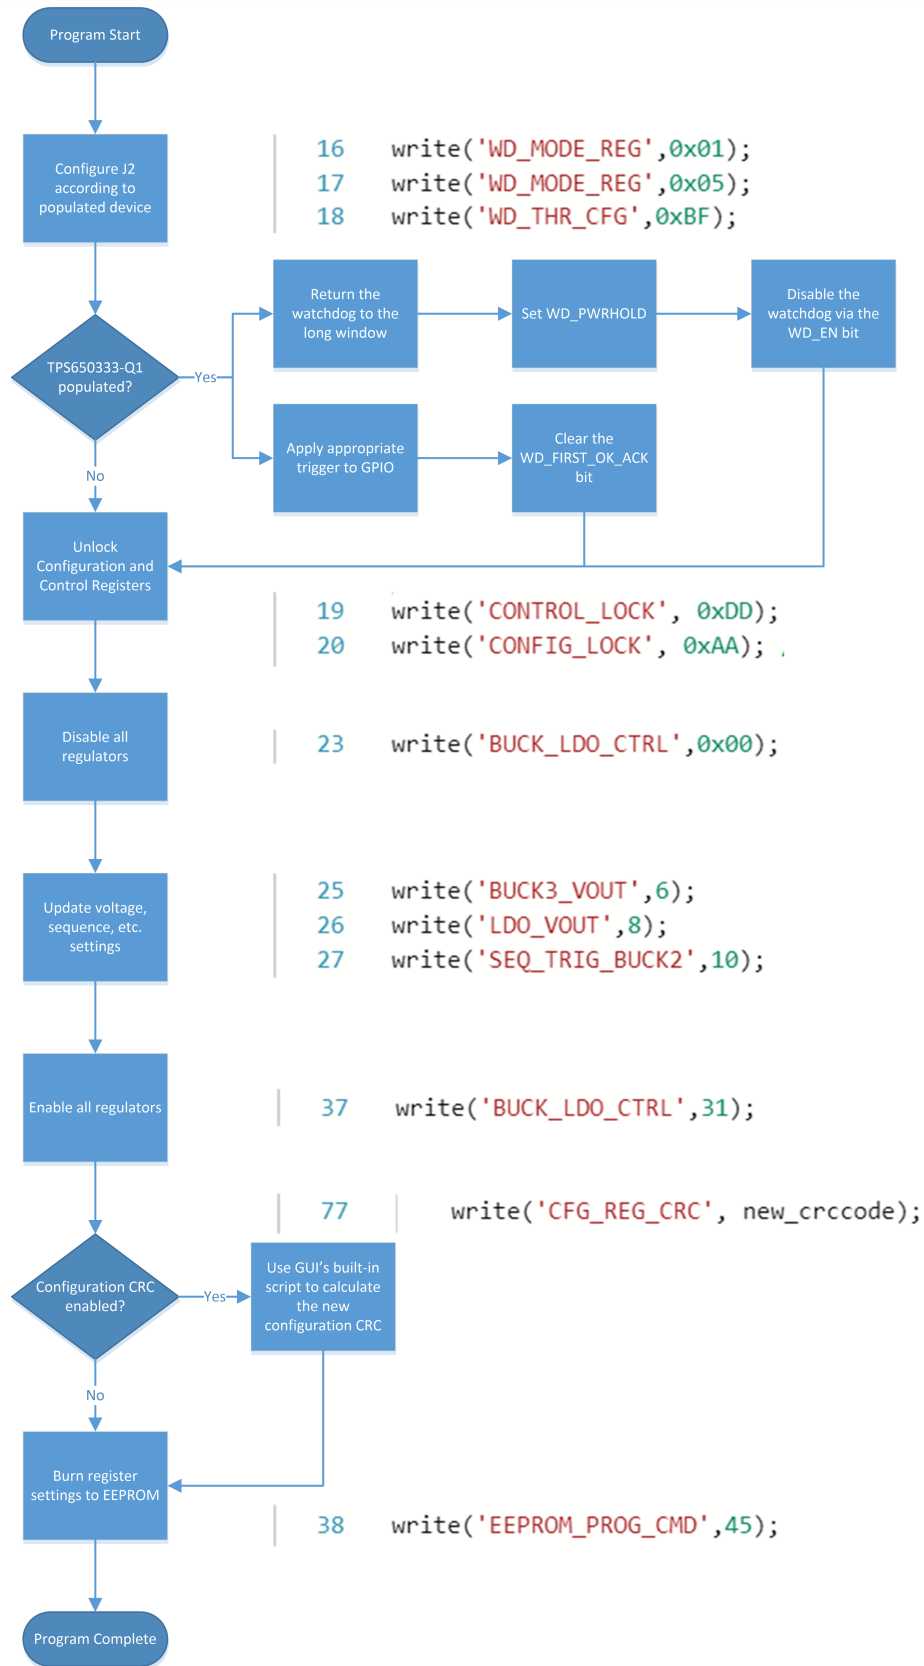 Program Start
Configure J2
according to
populated device
16 write('WD_MODE_REG',0x01);
17 write('WD_MODE_REG',0x05);
18 write('WD_THR_CFG',0xBF);
TPS650333-Q1
populated?
Yes
Return the
watchdog to the
long window
Set WD_PWRHOLD
Disable the
watchdog via the
WD_EN bit
Apply appropriate
trigger to GPIO
Clear the
WD_FIRST_OK_ACK
bit
No
Unlock
Configuration and
Control Registers
19 write('CONTROL_LOCK', 0xDD);
20 write('CONFIG_LOCK', 0xAA);
Disable all
regulators
23 write('BUCK_LDO_CTRL',0x00);
Update voltage,
sequence, etc.
settings
25 write('BUCK3_VOUT',6);
26 write('LDO_VOUT',8);
27 write('SEQ_TRIG_BUCK2',10);
Enable all regulators
37 write('BUCK_LDO_CTRL',31);
77 write('CFG_REG_CRC', new_crccode);
Configuration CRC
enabled?
Yes
Use GUI's built-in
script to calculate
the new
configuration CRC
No
Burn register
settings to EEPROM
38 write('EEPROM_PROG_CMD',45);
Program Complete